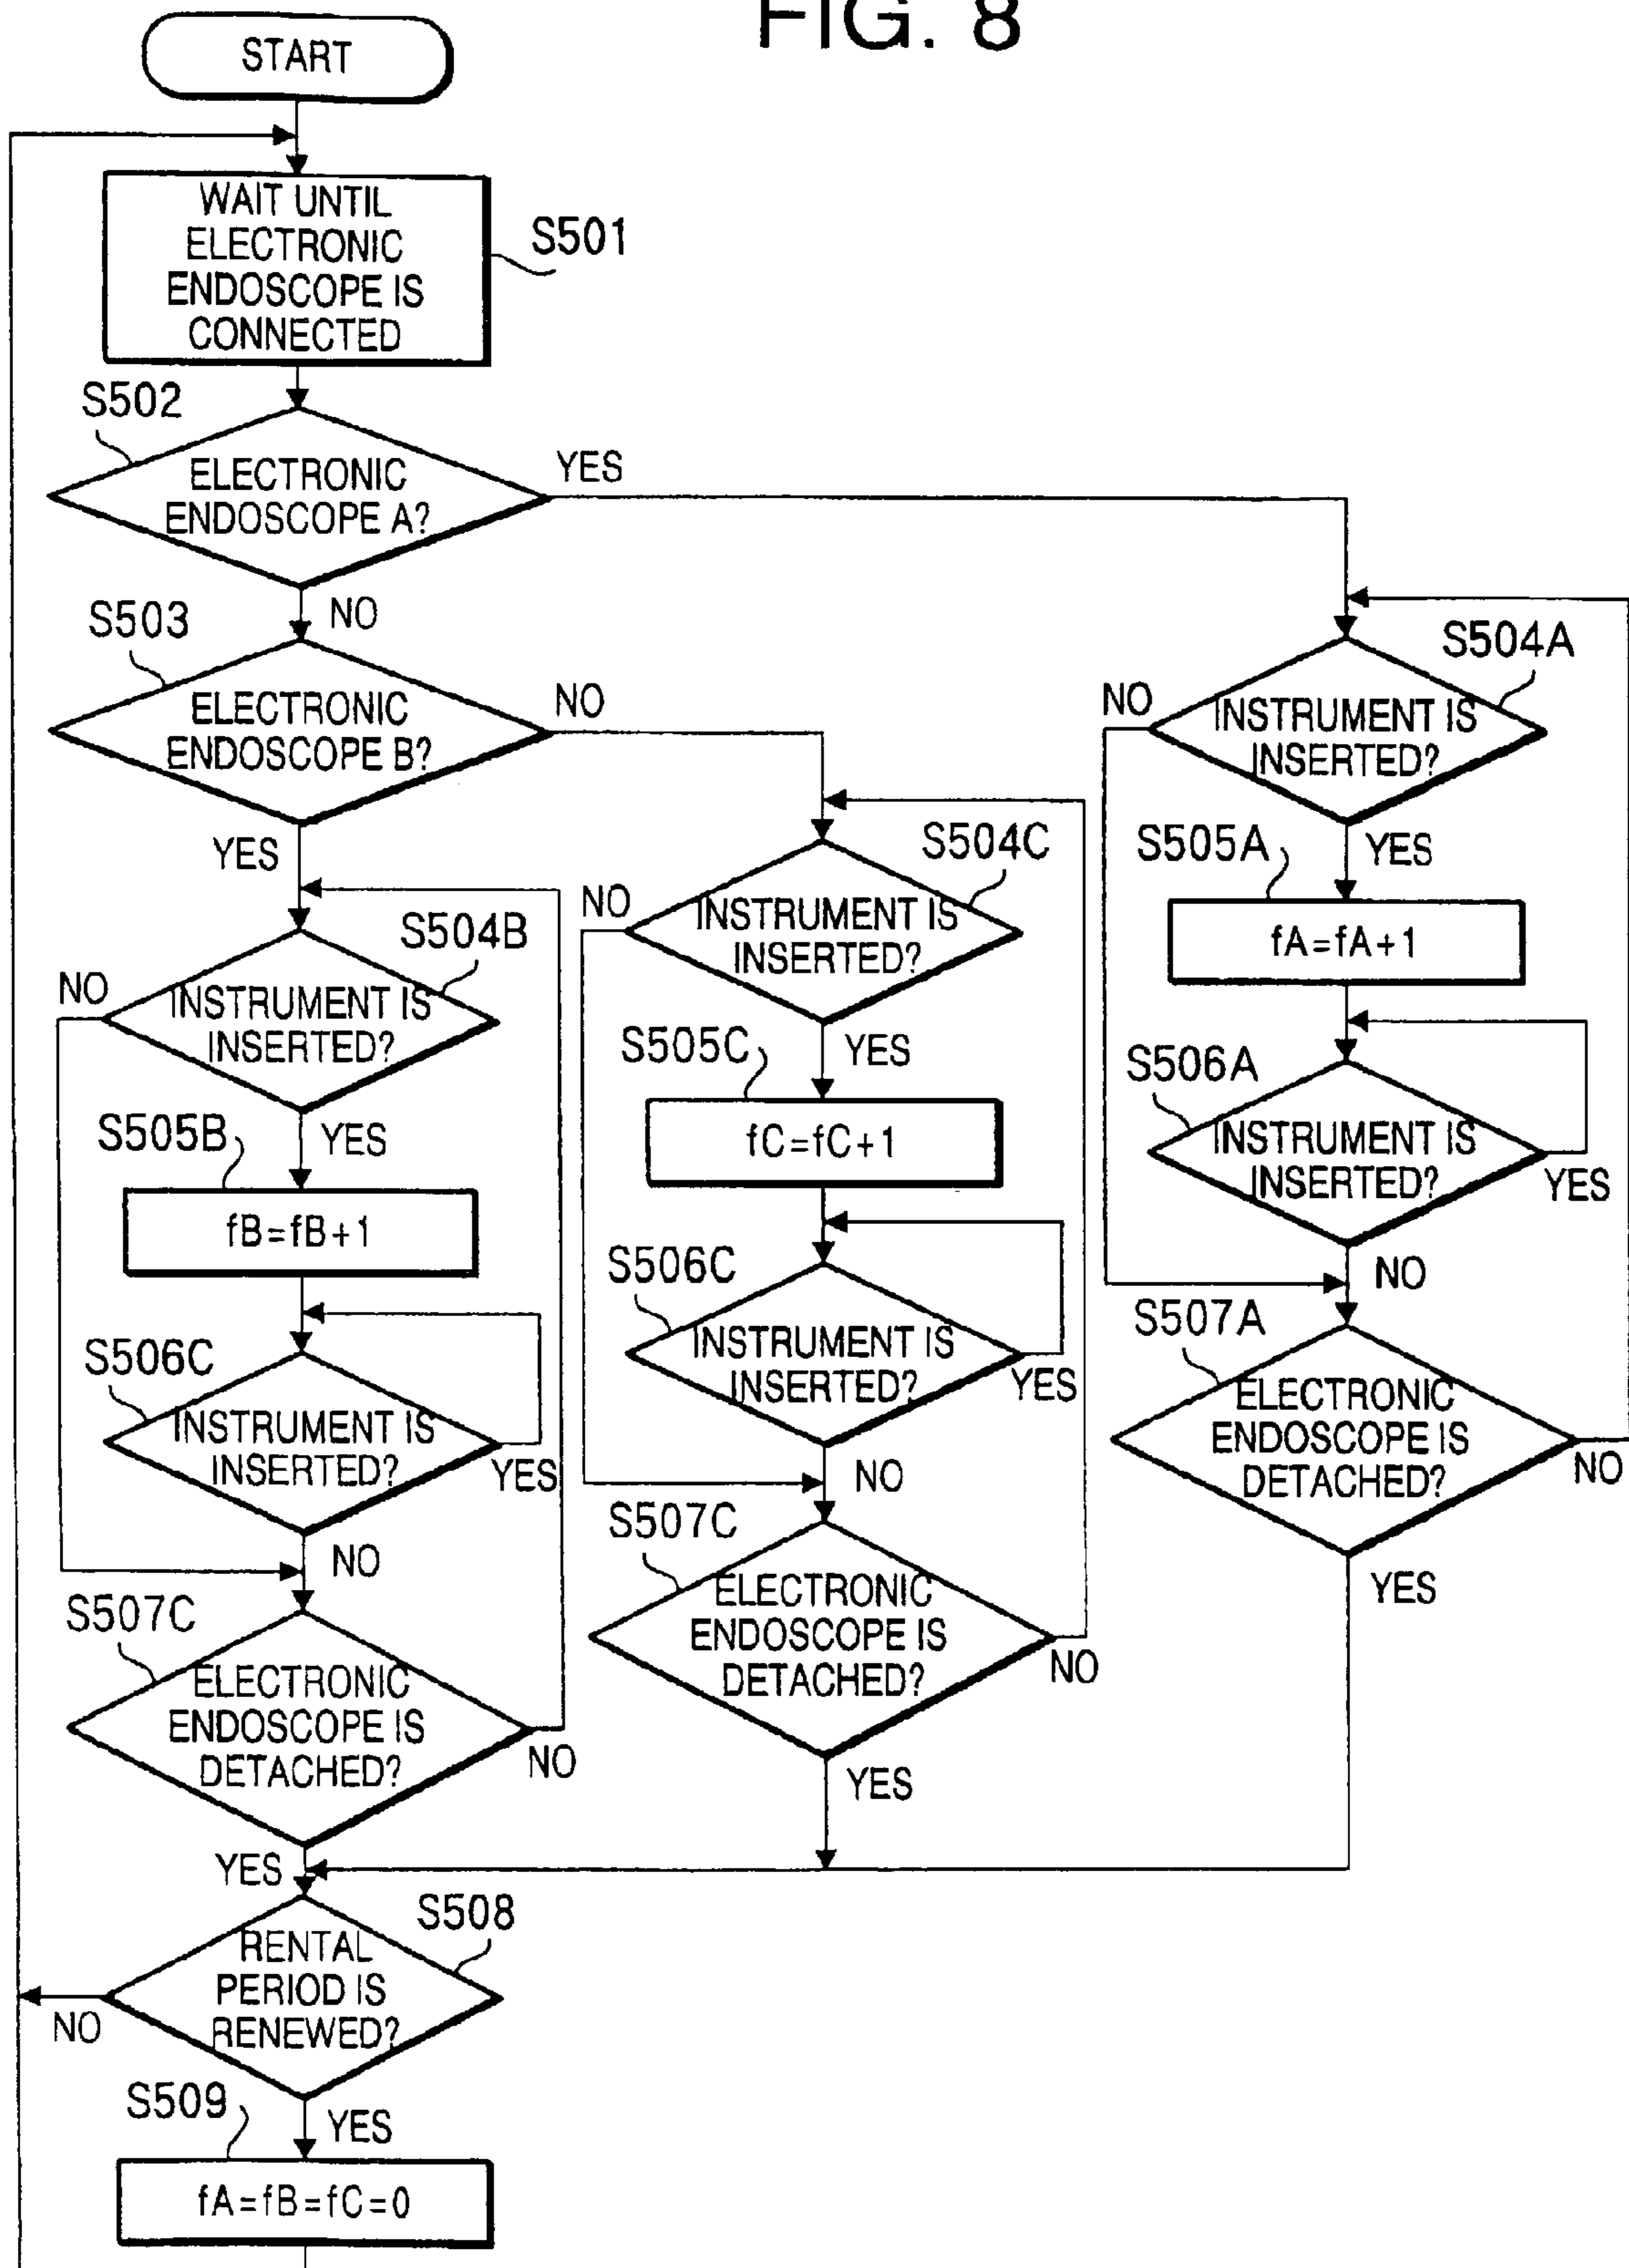 FIG. 8
START
WAIT UNTIL
ELECTRONIC
ENDOSCOPE IS
CONNECTED
S501
S502
ELECTRONIC
ENDOSCOPE A?
YES
NO
S503
ELECTRONIC
ENDOSCOPE B?
NO
YES
S504A
NO
INSTRUMENT IS
INSERTED?
YES
S505A
fA=fA+1
S506A
INSTRUMENT IS
INSERTED?
YES
NO
S507A
ELECTRONIC
ENDOSCOPE IS
DETACHED?
NO
YES
S504C
NO
INSTRUMENT IS
INSERTED?
YES
S505C
fC=fC+1
S506C
INSTRUMENT IS
INSERTED?
YES
NO
S507C
ELECTRONIC
ENDOSCOPE IS
DETACHED?
NO
YES
S504B
NO
INSTRUMENT IS
INSERTED?
YES
S505B
fB=fB+1
S506C
INSTRUMENT IS
INSERTED?
YES
NO
S507C
ELECTRONIC
ENDOSCOPE IS
DETACHED?
NO
YES
S508
RENTAL
PERIOD IS
RENEWED?
NO
YES
S509
fA=fB=fC=0